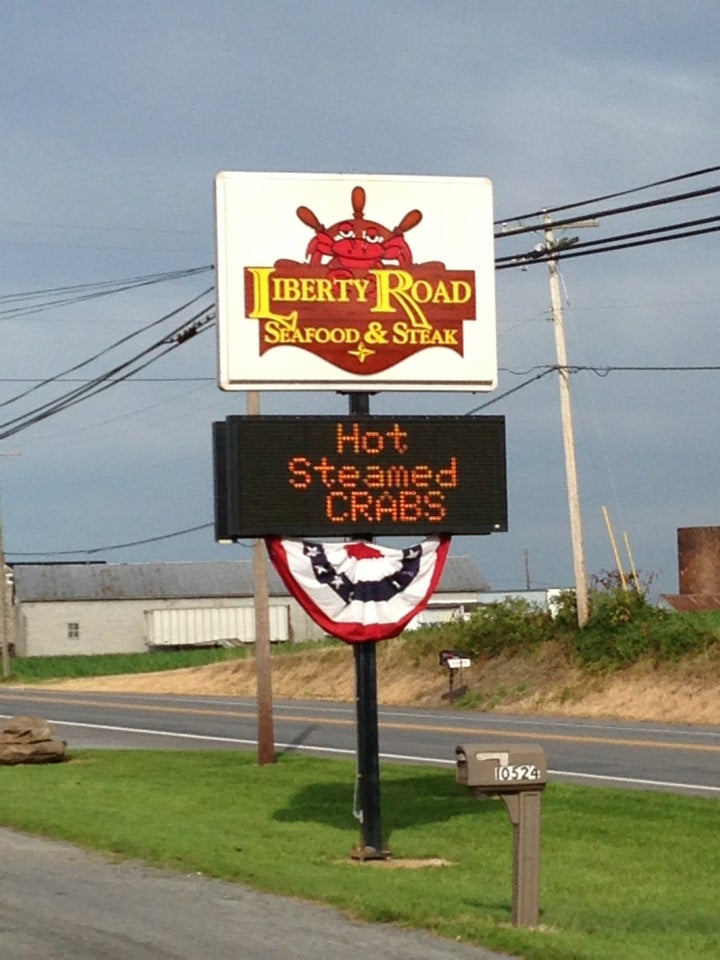 LIBERTY ROAD
SEAFOOD & STEAK
Hot
Steamed
CRABS
10524